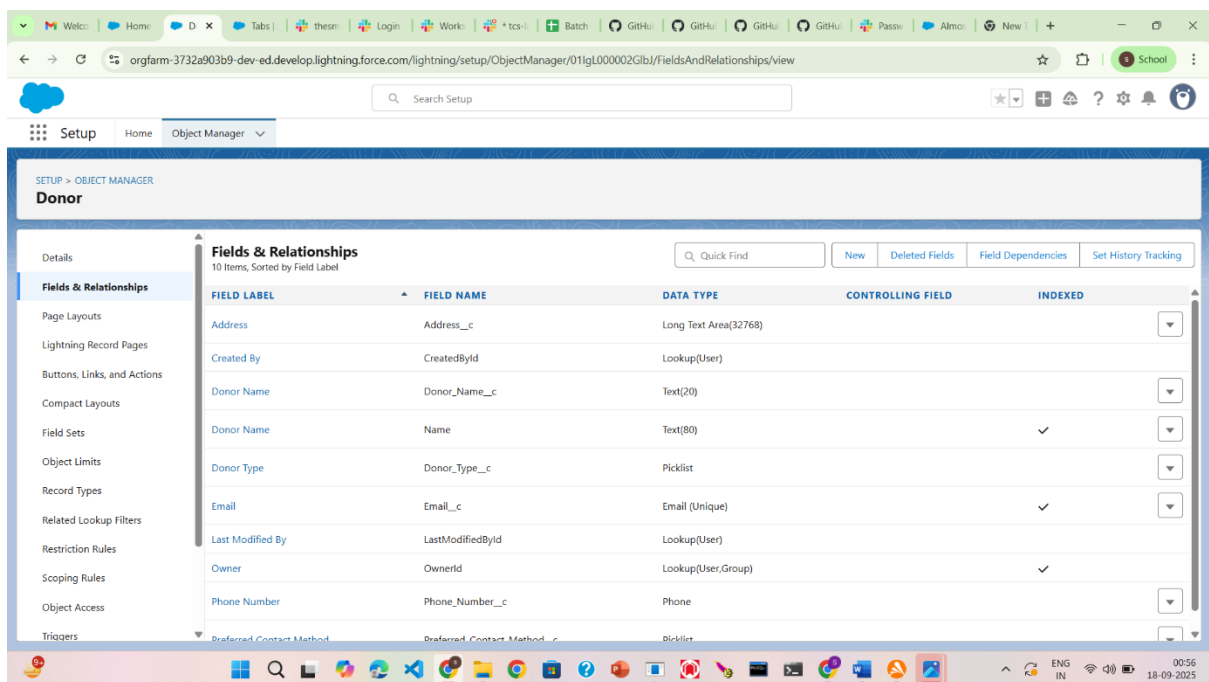 Welco
Home
D
Tabs |
thesm
Login
Works
* tcs-i
Batch
GitHu
GitHu
GitHu
GitHu
Passw
Almos
New T
orgfarm-3732a903b9-dev-ed.develop.lightning.force.com/lightning/setup/ObjectManager/01IgL000002GlbJ/FieldsAndRelationships/view
School
Search Setup
Setup
Home
Object Manager
SETUP > OBJECT MANAGER
Donor
Details
Fields & Relationships
Page Layouts
Lightning Record Pages
Buttons, Links, and Actions
Compact Layouts
Field Sets
Object Limits
Record Types
Related Lookup Filters
Restriction Rules
Scoping Rules
Object Access
Triggers
Fields & Relationships
10 Items, Sorted by Field Label
Quick Find
New
Deleted Fields
Field Dependencies
Set History Tracking
FIELD LABEL FIELD NAME DATA TYPE CONTROLLING FIELD INDEXED
Address Address__c Long Text Area(32768)
Created By CreatedById Lookup(User)
Donor Name Donor_Name__c Text(20)
Donor Name Name Text(80)
Donor Type Donor_Type__c Picklist
Email Email__c Email (Unique)
Last Modified By LastModifiedById Lookup(User)
Owner OwnerId Lookup(User,Group)
Phone Number Phone_Number__c Phone
Preferred Contact Method Preferred_Contact_Method__c Picklist
9+
ENG
IN
00:56
18-09-2025